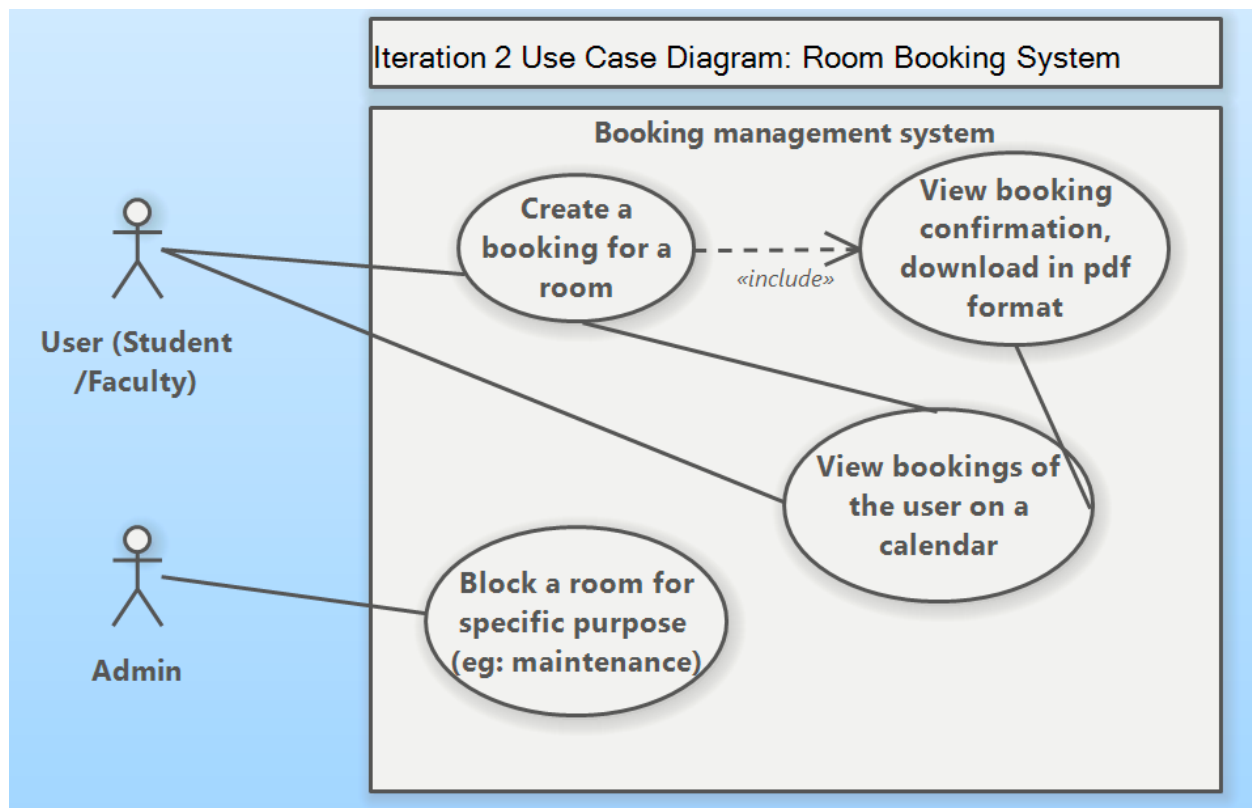 Iteration 2 Use Case Diagram: Room Booking System
Booking management system
Create a
booking for a
room
«include»
View booking
confirmation,
download in pdf
format
User (Student
/Faculty)
View bookings of
the user on a
calendar
Block a room for
specific purpose
(eg: maintenance)
Admin